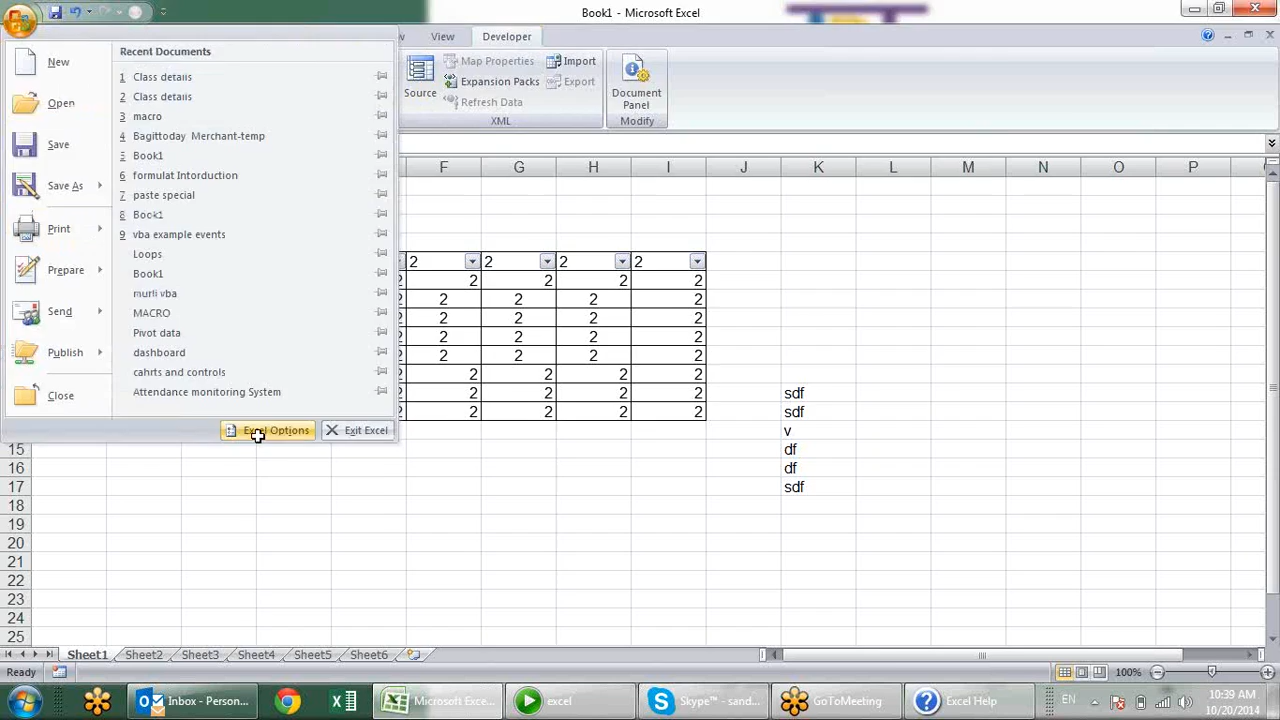 Book1 - Microsoft Excel
View
Developer
New
Open
Save
Save As
Print
Prepare
Send
Publish
Close
Recent Documents
1 Class details
2 Class details
3 macro
4 Bagittoday Merchant-temp
5 Book1
6 formulat Intorduction
7 paste special
8 Book1
9 vba example events
Loops
Book1
murli vba
MACRO
Pivot data
dashboard
cahrts and controls
Attendance monitoring System
Excel Options
Exit Excel
Source
Map Properties
Expansion Packs
Refresh Data
Import
Export
XML
Document Panel
Modify
F G H I J K L M N O P
2 2 2 2
2 2 2 2 2
2 2 2 2 2
2 2 2 2 2
2 2 2 2 2
2 2 2 2 2
2 2 2 2 2
2 2 2 2 2 sdf
2 2 2 2 2 sdf
v
15 df
16 df
17 sdf
18
19
20
21
22
23
24
25
Sheet1 Sheet2 Sheet3 Sheet4 Sheet5 Sheet6
Ready
100%
Inbox - Person...
Microsoft Exce...
excel
Skype™ - sand...
GoToMeeting
Excel Help
EN
10:39 AM
10/20/2014